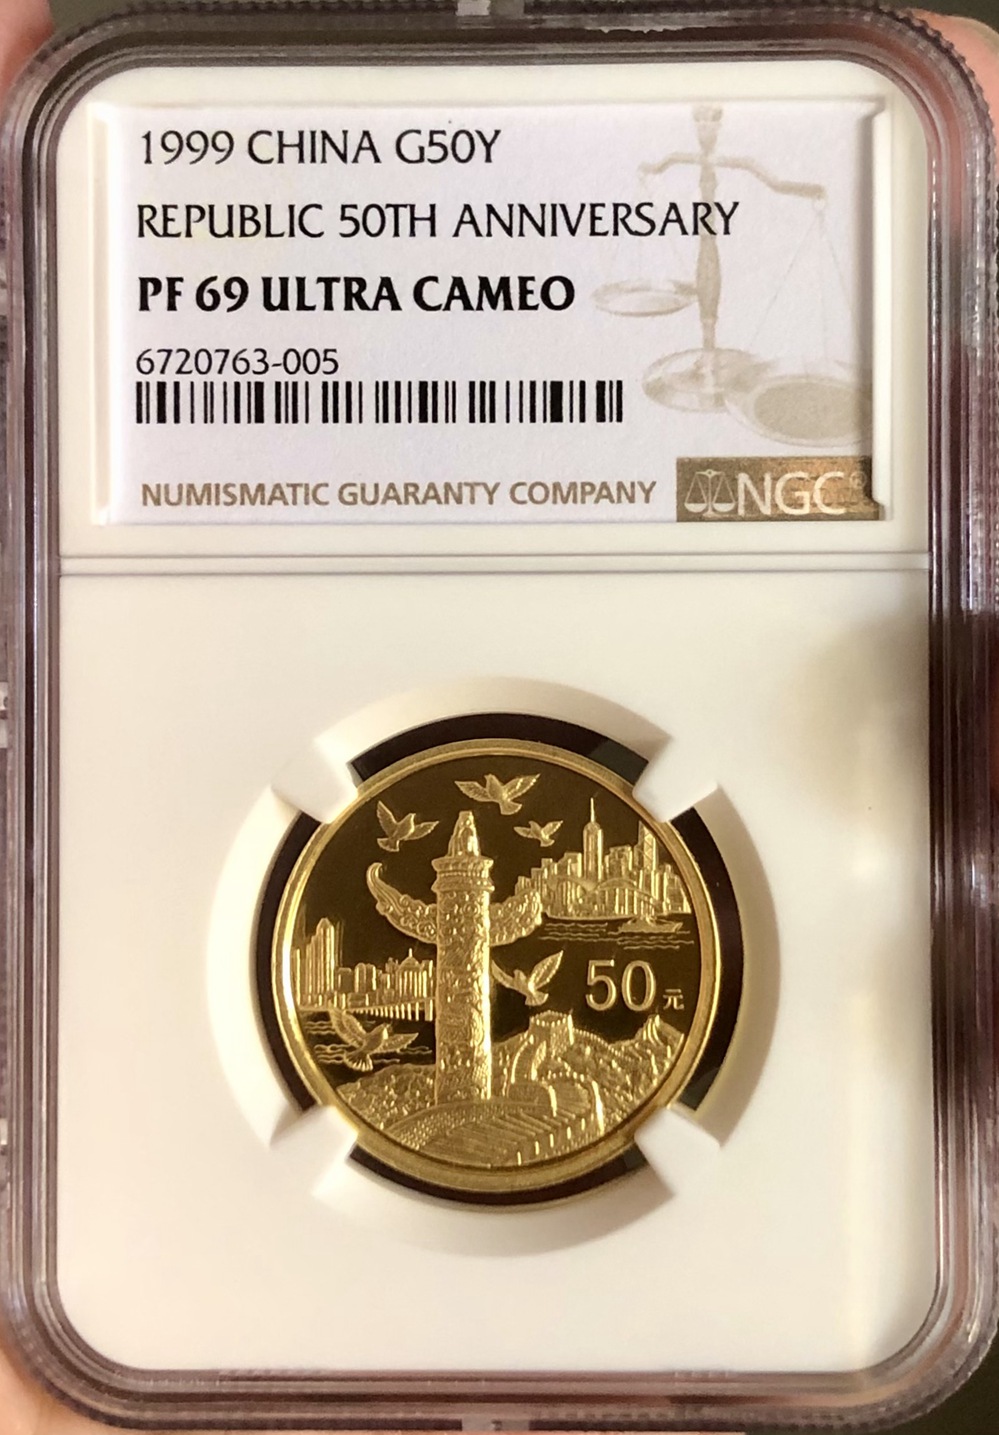 1999 CHINA G50Y
REPUBLIC 50TH ANNIVERSARY
PF 69 ULTRA CAMEO
6720763-005
NUMISMATIC GUARANTY COMPANY
NGC®
50元